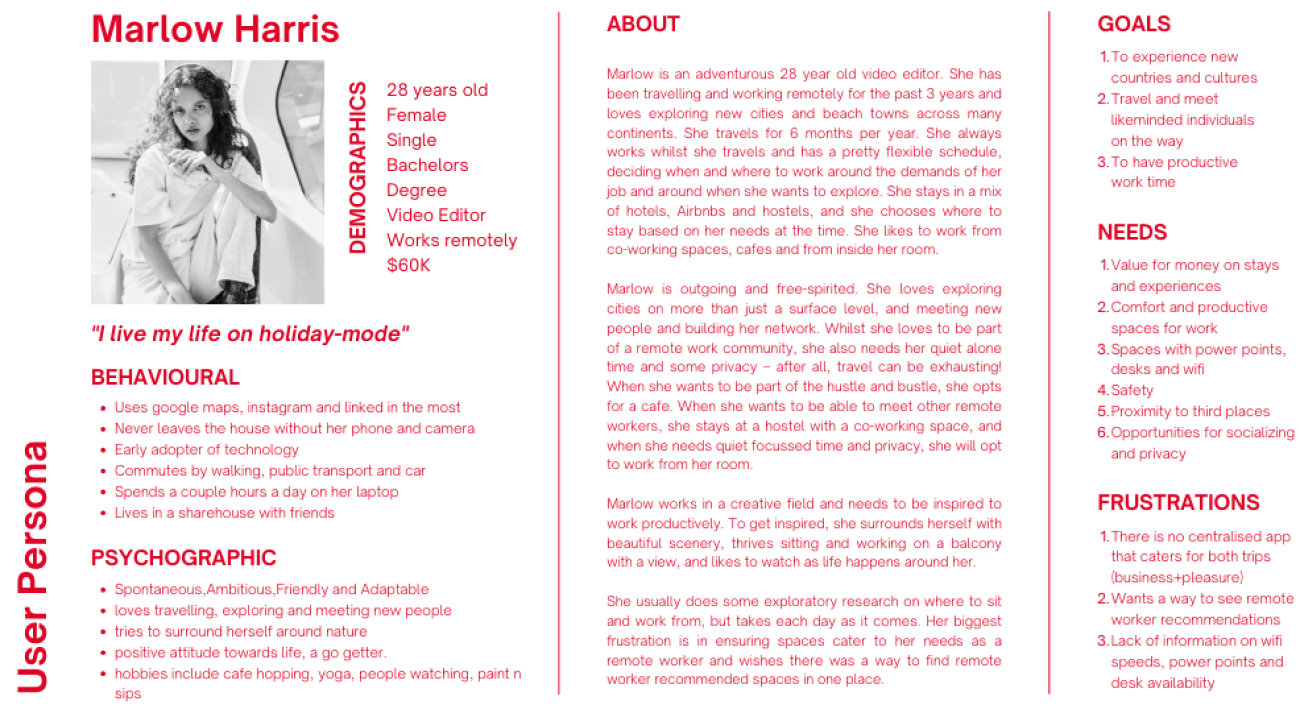 User Persona
Marlow Harris
DEMOGRAPHICS
28 years old
Female
Single
Bachelors
Degree
Video Editor
Works remotely
$60K
"I live my life on holiday-mode"
BEHAVIOURAL
• Uses google maps, instagram and linked in the most
• Never leaves the house without her phone and camera
• Early adopter of technology
• Commutes by walking, public transport and car
• Spends a couple hours a day on her laptop
• Lives in a sharehouse with friends
PSYCHOGRAPHIC
• Spontaneous,Ambitious,Friendly and Adaptable
• loves travelling, exploring and meeting new people
• tries to surround herself around nature
• positive attitude towards life, a go getter.
• hobbies include cafe hopping, yoga, people watching, paint n
sips
ABOUT
Marlow is an adventurous 28 year old video editor. She has
been travelling and working remotely for the past 3 years and
loves exploring new cities and beach towns across many
continents. She travels for 6 months per year. She always
works whilst she travels and has a pretty flexible schedule,
deciding when and where to work around the demands of her
job and around when she wants to explore. She stays in a mix
of hotels, Airbnbs and hostels, and she chooses where to
stay based on her needs at the time. She likes to work from
co-working spaces, cafes and from inside her room.
Marlow is outgoing and free-spirited. She loves exploring
cities on more than just a surface level, and meeting new
people and building her network. Whilst she loves to be part
of a remote work community, she also needs her quiet alone
time and some privacy – after all, travel can be exhausting!
When she wants to be part of the hustle and bustle, she opts
for a cafe. When she wants to be able to meet other remote
workers, she stays at a hostel with a co-working space, and
when she needs quiet focussed time and privacy, she will opt
to work from her room.
Marlow works in a creative field and needs to be inspired to
work productively. To get inspired, she surrounds herself with
beautiful scenery, thrives sitting and working on a balcony
with a view, and likes to watch as life happens around her.
She usually does some exploratory research on where to sit
and work from, but takes each day as it comes. Her biggest
frustration is in ensuring spaces cater to her needs as a
remote worker and wishes there was a way to find remote
worker recommended spaces in one place.
GOALS
1. To experience new
countries and cultures
2. Travel and meet
likeminded individuals
on the way
3. To have productive
work time
NEEDS
1. Value for money on stays
and experiences
2. Comfort and productive
spaces for work
3. Spaces with power points,
desks and wifi
4. Safety
5. Proximity to third places
6. Opportunities for socializing
and privacy
FRUSTRATIONS
1. There is no centralised app
that caters for both trips
(business+pleasure)
2. Wants a way to see remote
worker recommendations
3. Lack of information on wifi
speeds, power points and
desk availability